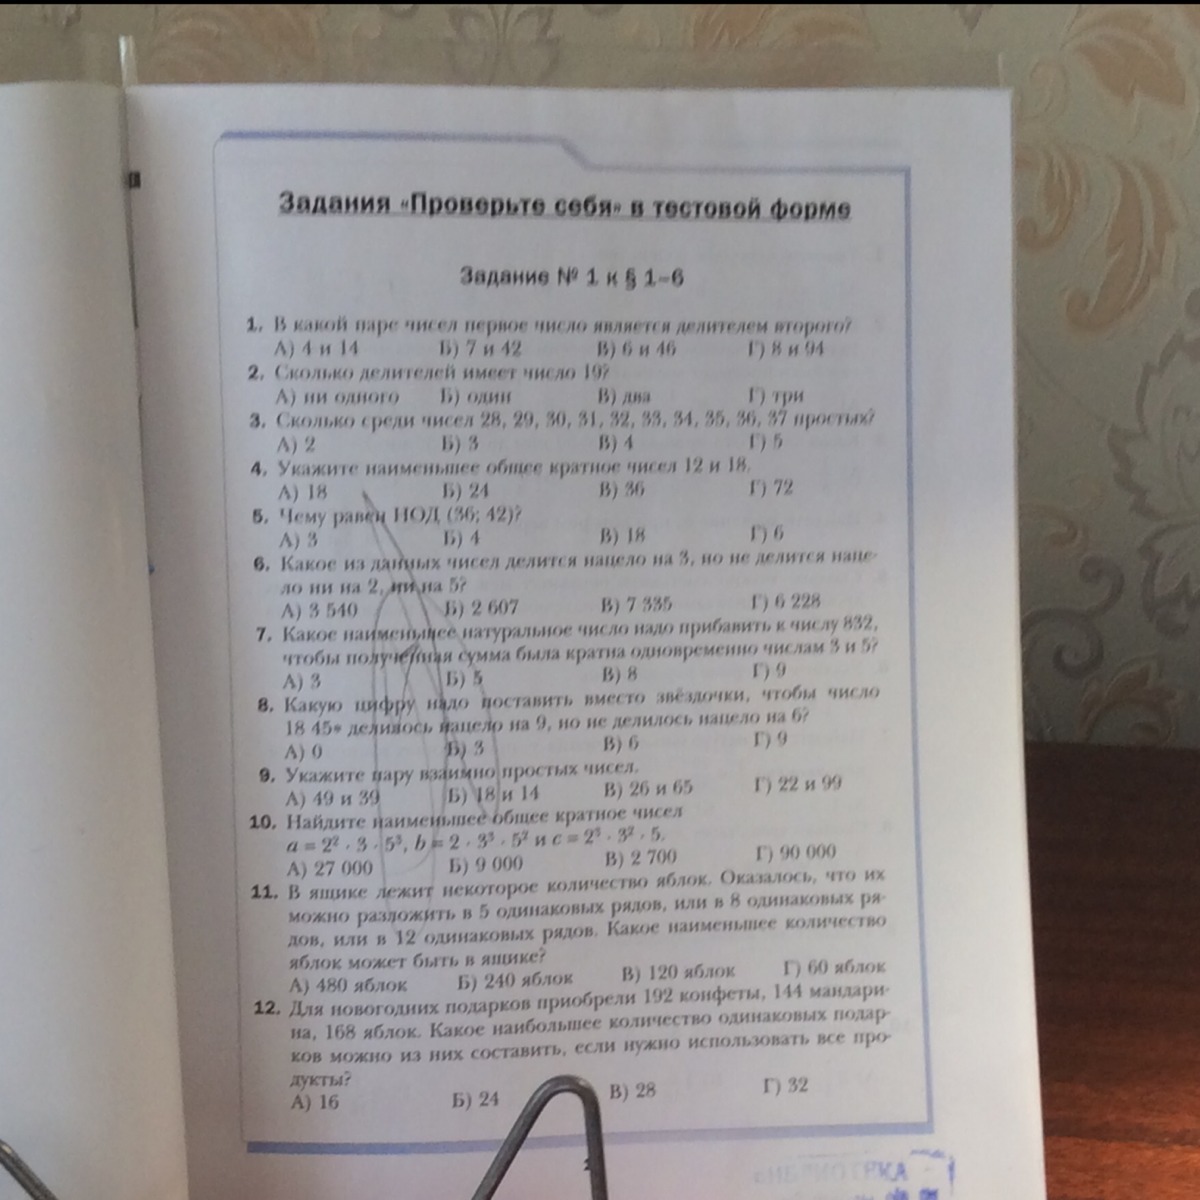 Задания «Проверьте себя» в тестовой форме
Задание № 1 к § 1–6
1. В какой паре чисел первое число является делителем второго?
А) 4 и 14 Б) 7 и 42 В) 6 и 46 Г) 8 и 94
2. Сколько делителей имеет число 19?
А) ни одного Б) один В) два Г) три
3. Сколько среди чисел 28, 29, 30, 31, 32, 33, 34, 35, 36, 37 простых?
А) 2 Б) 3 В) 4 Г) 5
4. Укажите наименьшее общее кратное чисел 12 и 18.
А) 18 Б) 24 В) 36 Г) 72
5. Чему равен НОД (36; 42)?
А) 3 Б) 4 В) 18 Г) 6
6. Какое из данных чисел делится нацело на 3, но не делится наце-
ло ни на 2, ни на 5?
А) 3 540 Б) 2 607 В) 7 335 Г) 6 228
7. Какое наименьшее натуральное число надо прибавить к числу 832,
чтобы полученная сумма была кратна одновременно числам 3 и 5?
А) 3 Б) 5 В) 8 Г) 9
8. Какую цифру надо поставить вместо звёздочки, чтобы число
18 45* делилось нацело на 9, но не делилось нацело на 6?
А) 0 Б) 3 В) 6 Г) 9
9. Укажите пару взаимно простых чисел.
А) 49 и 39 Б) 18 и 14 В) 26 и 65 Г) 22 и 99
10. Найдите наименьшее общее кратное чисел
a = 2² · 3 · 5³, b = 2 · 3³ · 5² и c = 2³ · 3² · 5.
А) 27 000 Б) 9 000 В) 2 700 Г) 90 000
11. В ящике лежит некоторое количество яблок. Оказалось, что их
можно разложить в 5 одинаковых рядов, или в 8 одинаковых ря-
дов, или в 12 одинаковых рядов. Какое наименьшее количество
яблок может быть в ящике?
А) 480 яблок Б) 240 яблок В) 120 яблок Г) 60 яблок
12. Для новогодних подарков приобрели 192 конфеты, 144 мандари-
на, 168 яблок. Какое наибольшее количество одинаковых подар-
ков можно из них составить, если нужно использовать все про-
дукты?
А) 16 Б) 24 В) 28 Г) 32
БИБЛИОТЕКА